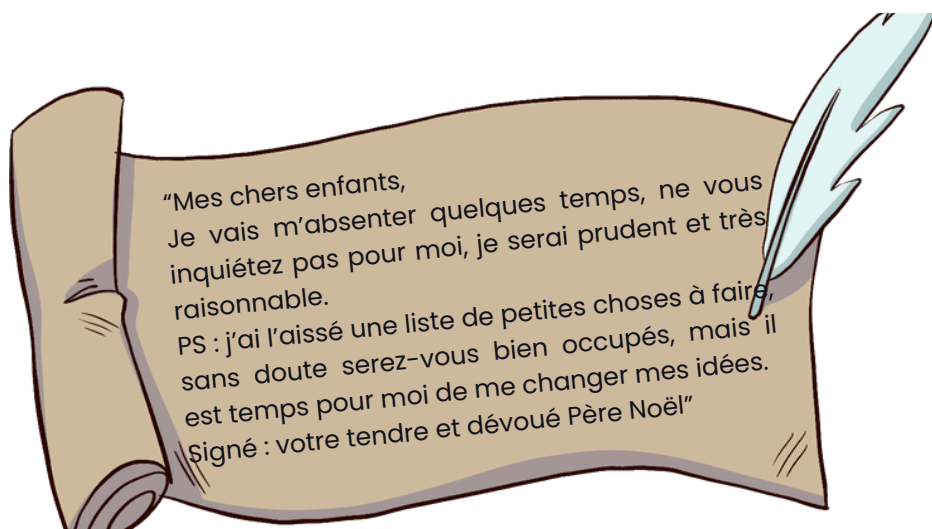 “Mes chers enfants,
Je vais m’absenter quelques temps, ne vous
inquiétez pas pour moi, je serai prudent et très
raisonnable.
PS : j’ai l’aissé une liste de petites choses à faire,
sans doute serez-vous bien occupés, mais il
est temps pour moi de me changer mes idées.
Signé : votre tendre et dévoué Père Noël”